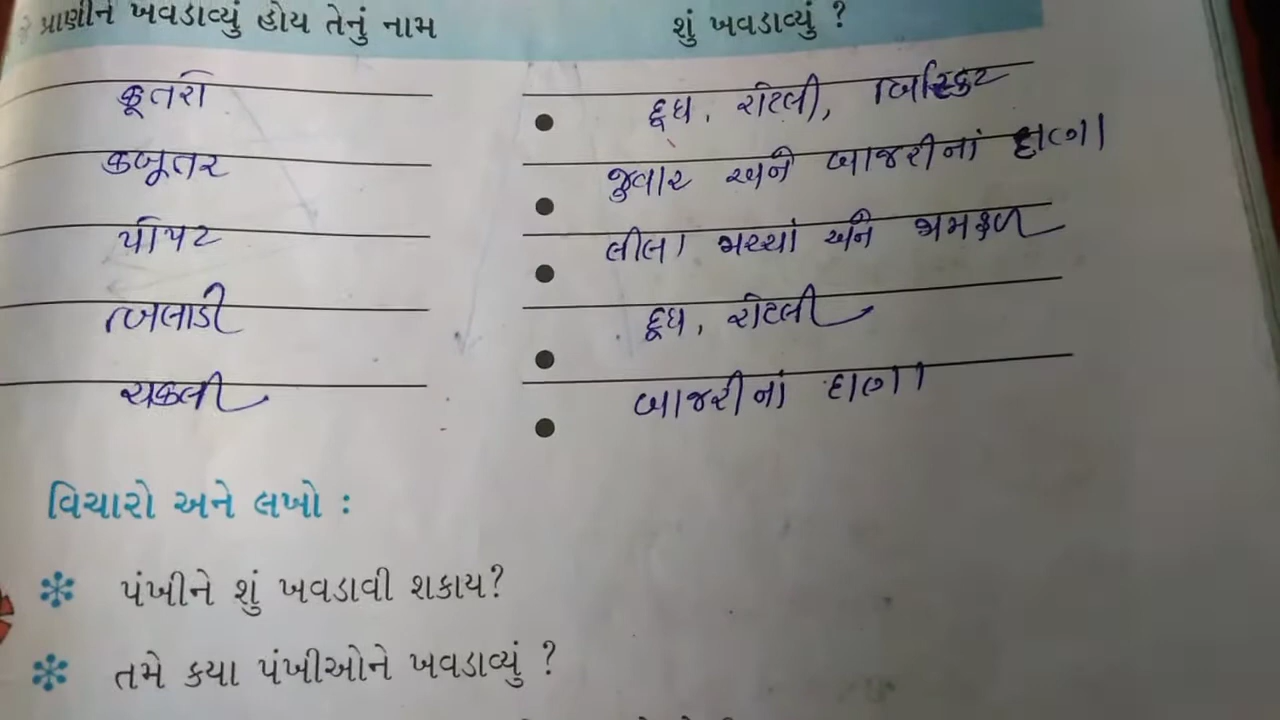 પ્રાણીને ખવડાવ્યું હોય તેનું નામ શું ખવડાવ્યું ?
કૂતરો દૂધ, રોટલી, બિસ્કુટ
કબૂતર જુવાર અને બાજરીનાં દાણા
પોપટ લીલા મરચાં અને જામફળ
બિલાડી દૂધ, રોટલી
ચકલી બાજરીનાં દાણા
વિચારો અને લખો :
પંખીને શું ખવડાવી શકાય?
તમે કયા પંખીઓને ખવડાવ્યું ?